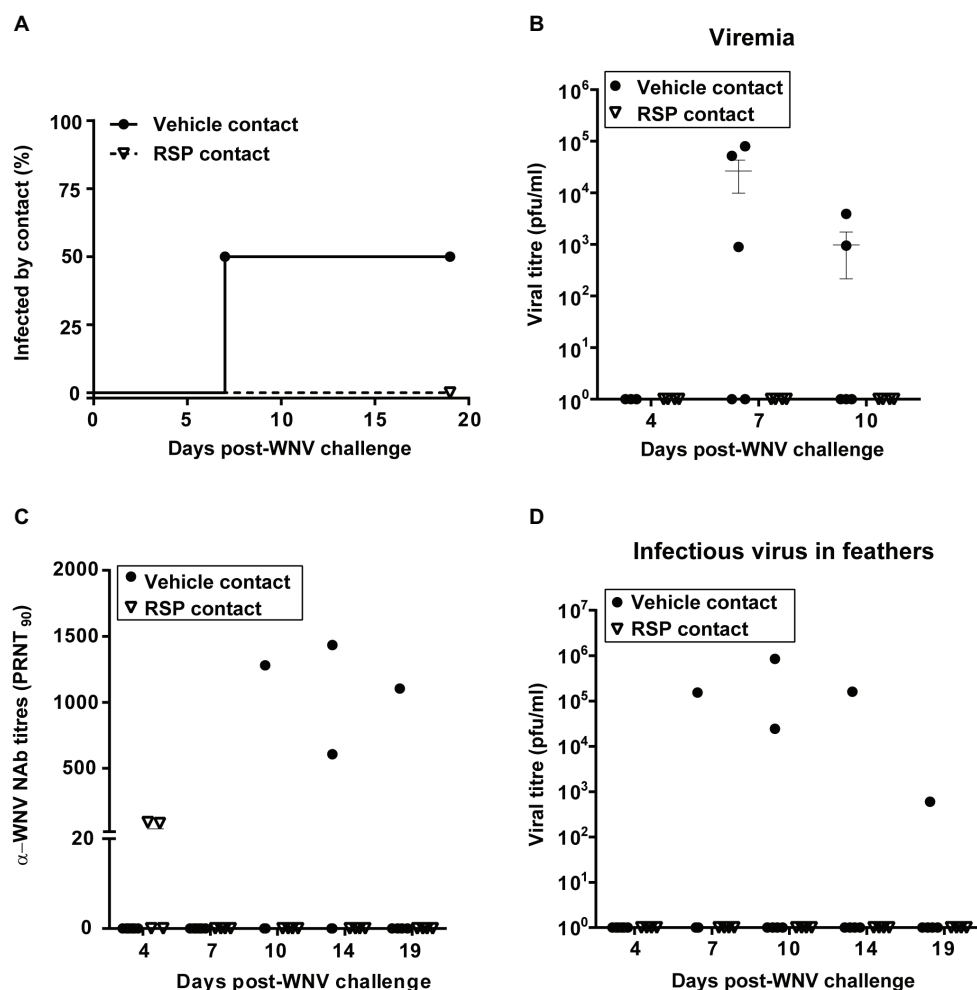 A
Vehicle contact
RSP contact
Infected by contact (%)
100
75
50
25
0
0 5 10 15 20
Days post-WNV challenge
B
Viremia
Vehicle contact
RSP contact
Viral titre (pfu/ml)
10⁶
10⁵
10⁴
10³
10²
10¹
10⁰
4 7 10
Days post-WNV challenge
C
Vehicle contact
RSP contact
α–WNV NAb titres (PRNT ₉₀)
2000
1500
1000
500
20
0
4 7 10 14 19
Days post-WNV challenge
D
Infectious virus in feathers
Vehicle contact
RSP contact
Viral titre (pfu/ml)
10⁷
10⁶
10⁵
10⁴
10³
10²
10¹
10⁰
4 7 10 14 19
Days post-WNV challenge